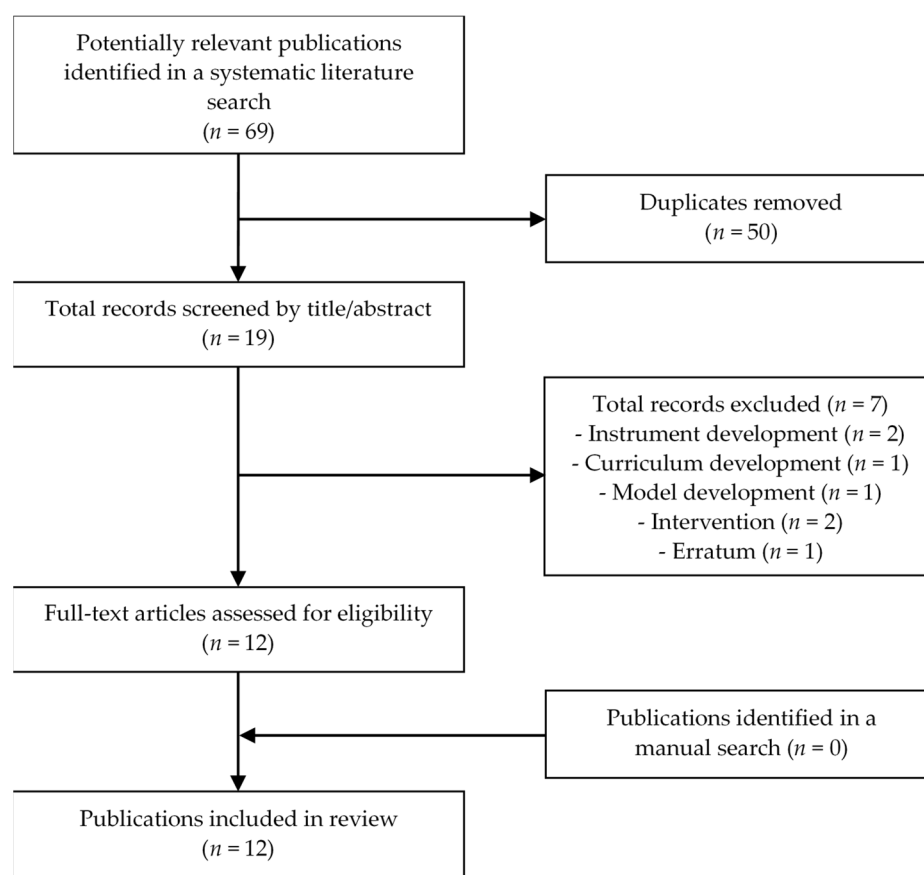 Potentially relevant publications
identified in a systematic literature
search
(n = 69)
Duplicates removed
(n = 50)
Total records screened by title/abstract
(n = 19)
Total records excluded (n = 7)
- Instrument development (n = 2)
- Curriculum development (n = 1)
- Model development (n = 1)
- Intervention (n = 2)
- Erratum (n = 1)
Full-text articles assessed for eligibility
(n = 12)
Publications identified in a
manual search (n = 0)
Publications included in review
(n = 12)